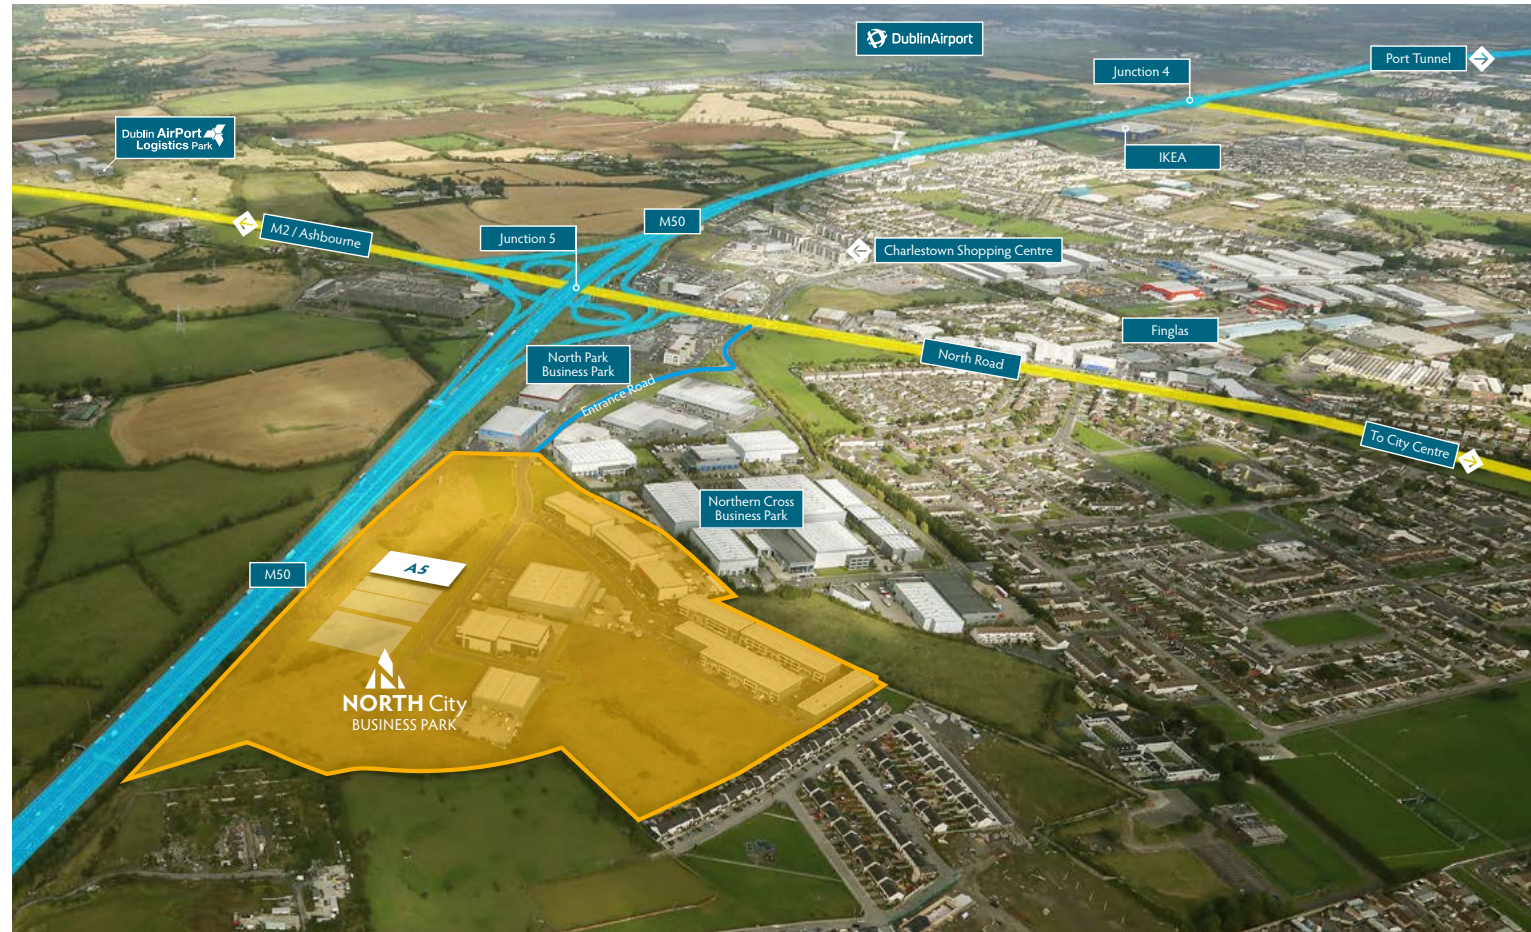 DublinAirport
Port Tunnel
Junction 4
Dublin AirPort
Logistics Park
IKEA
M2 / Ashbourne
M50
Junction 5
Charlestown Shopping Centre
Finglas
North Park
Business Park
North Road
Entrance Road
To City Centre
Northern Cross
Business Park
A5
M50
NORTH City
BUSINESS PARK